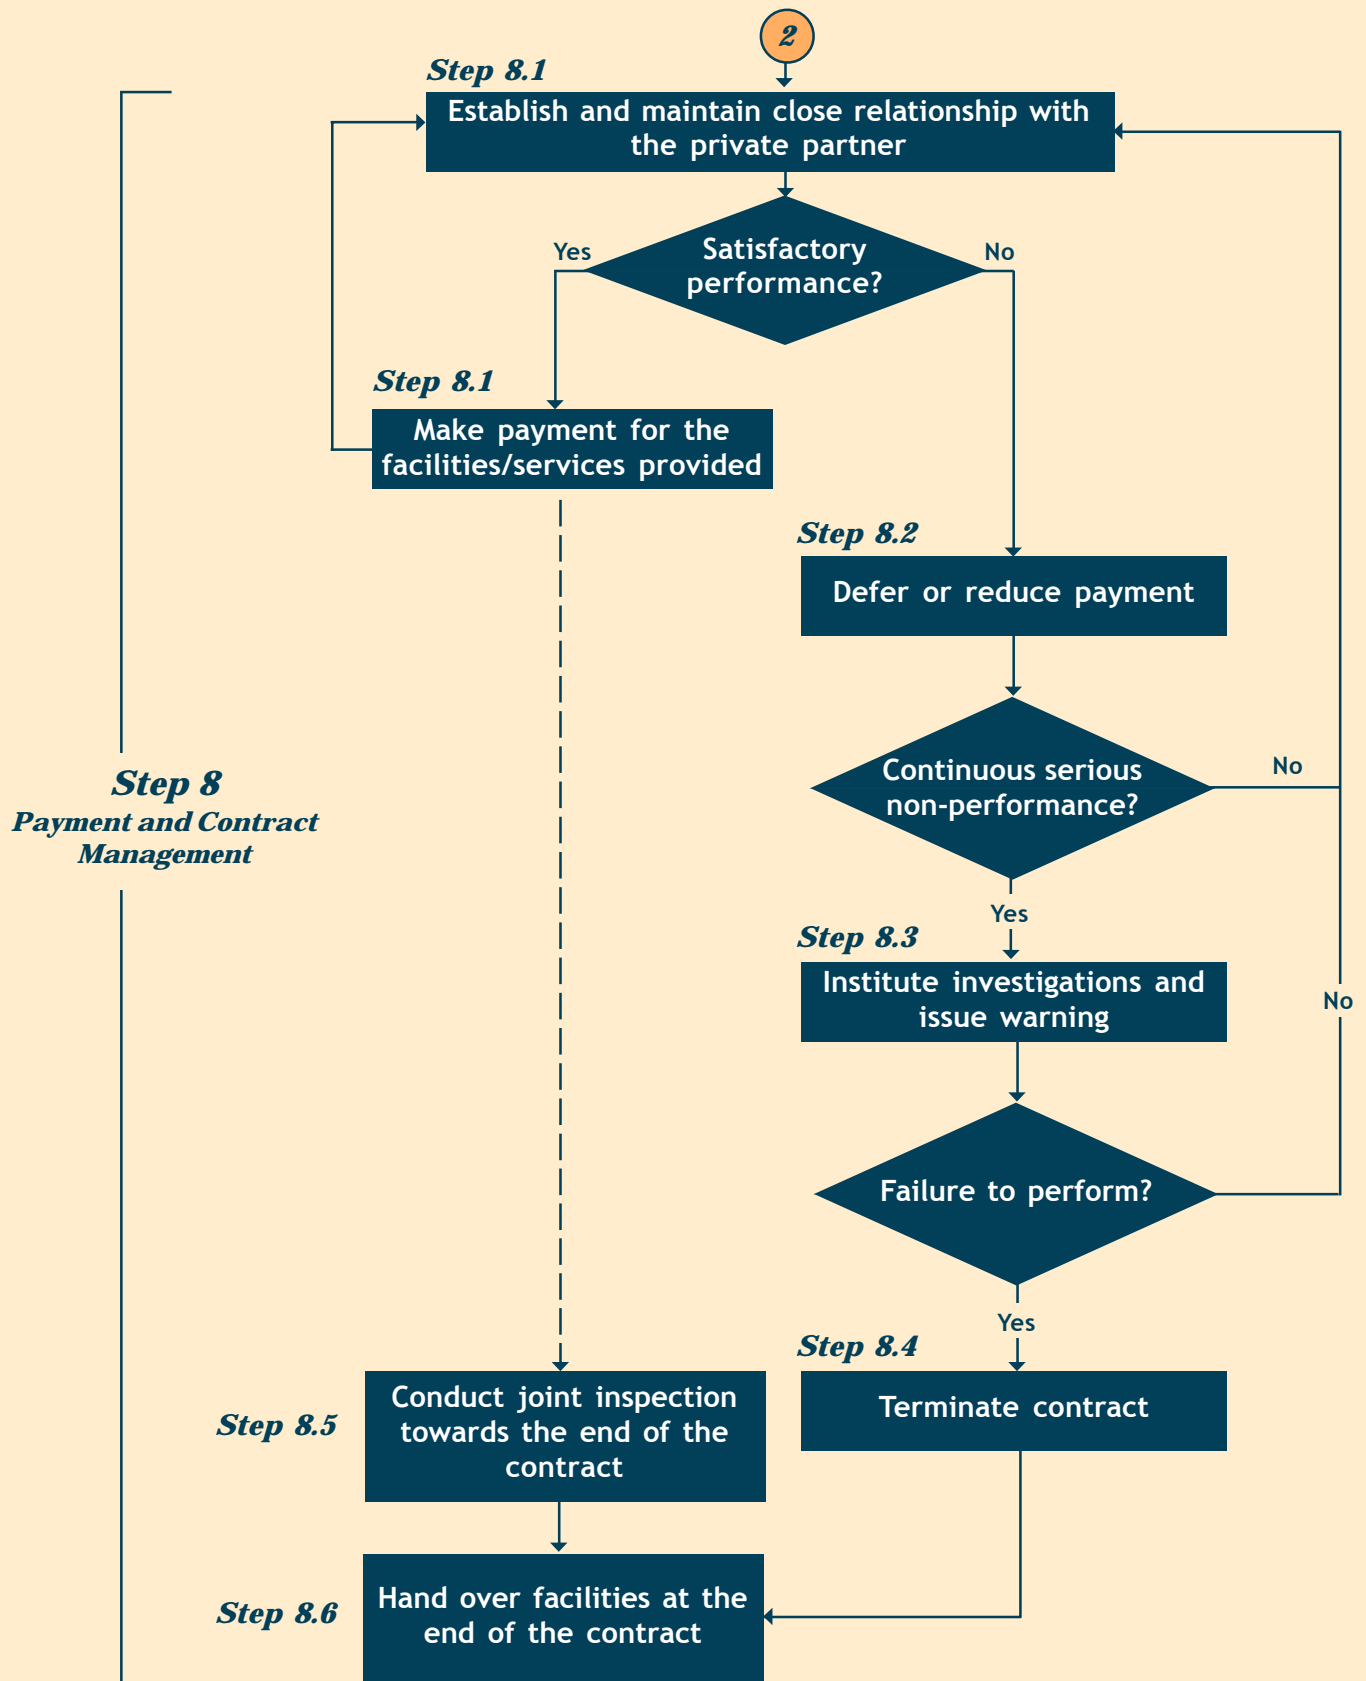 2
Step 8.1
Establish and maintain close relationship with
the private partner
Satisfactory
performance?
Yes
No
Step 8.1
Make payment for the
facilities/services provided
Step 8.2
Defer or reduce payment
Continuous serious
non-performance?
No
Step 8
Payment and Contract
Management
Yes
Step 8.3
Institute investigations and
issue warning
No
Failure to perform?
Yes
Step 8.4
Terminate contract
Step 8.5
Conduct joint inspection
towards the end of the
contract
Step 8.6
Hand over facilities at the
end of the contract